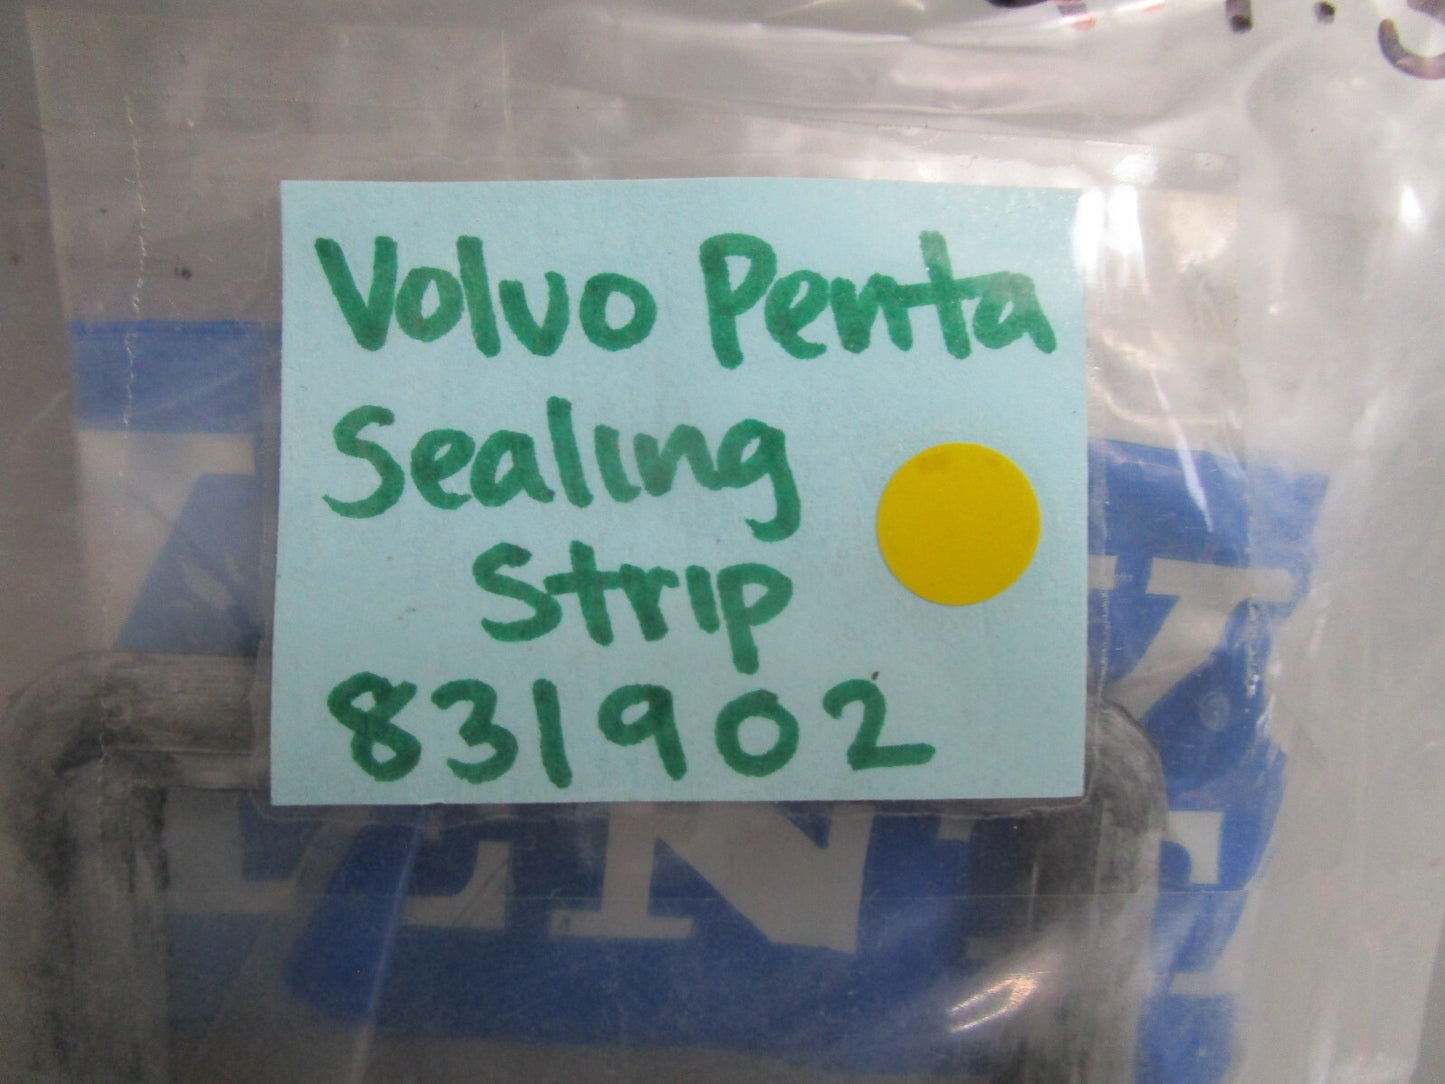 Volvo Penta
Sealing
Strip
831902